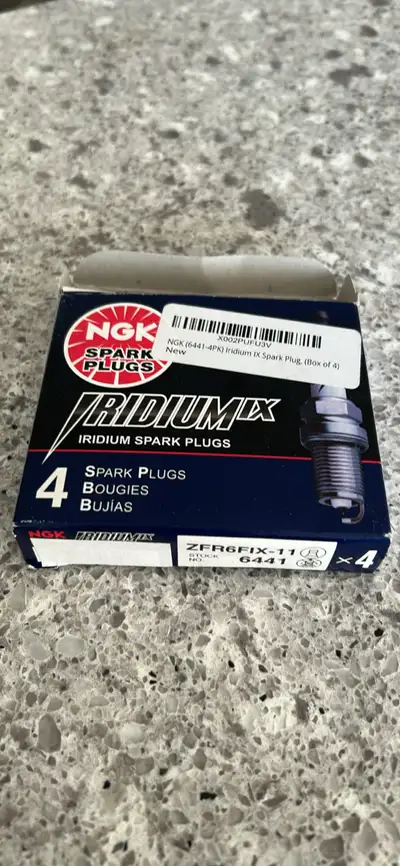 X002PUFU3V
NGK (6441-4PK) Iridium IX Spark Plug, (Box of 4)
New
NGK
SPARK
PLUGS
IRIDIUM IX
IRIDIUM SPARK PLUGS
4
SPARK PLUGS
BOUGIES
BUJÍAS
NGK IRIDIUM IX
ZFR6FIX-11
STOCK NO. 6441
×4